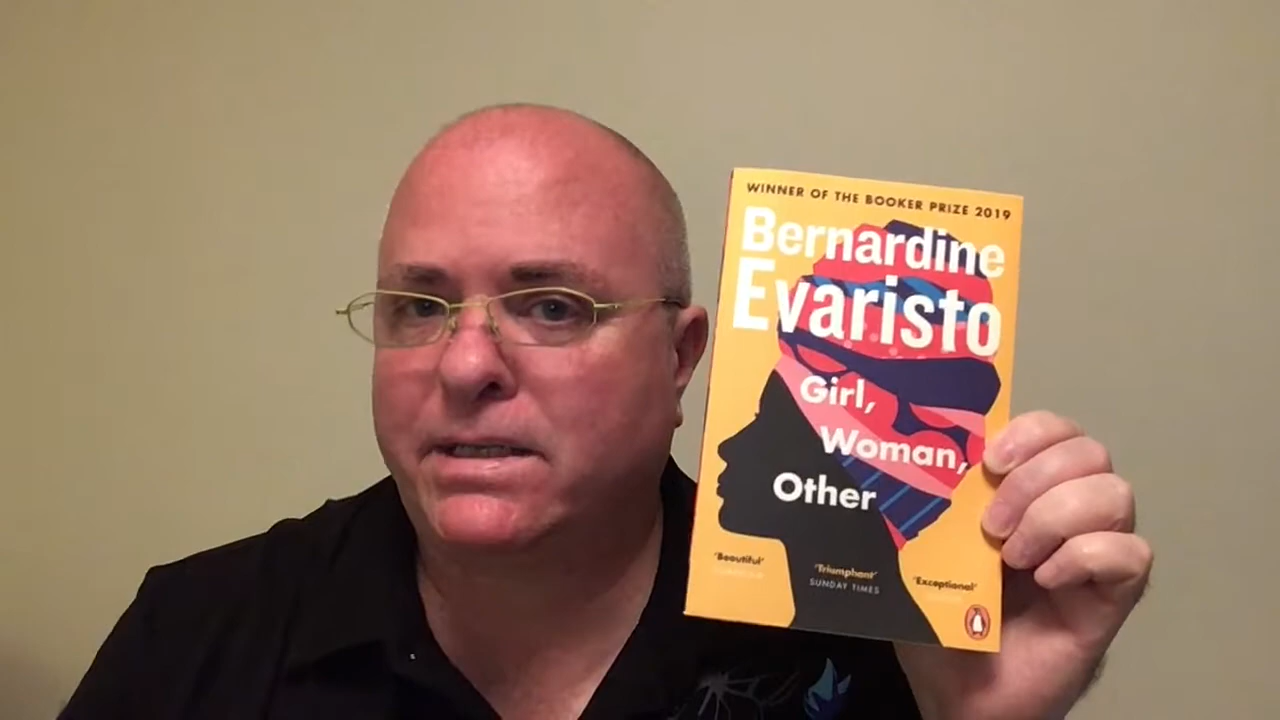 WINNER OF THE BOOKER PRIZE 2019
Bernardine
Evaristo
Girl,
Woman,
Other
'Beautiful'
'Triumphant'
SUNDAY TIMES
'Exceptional'